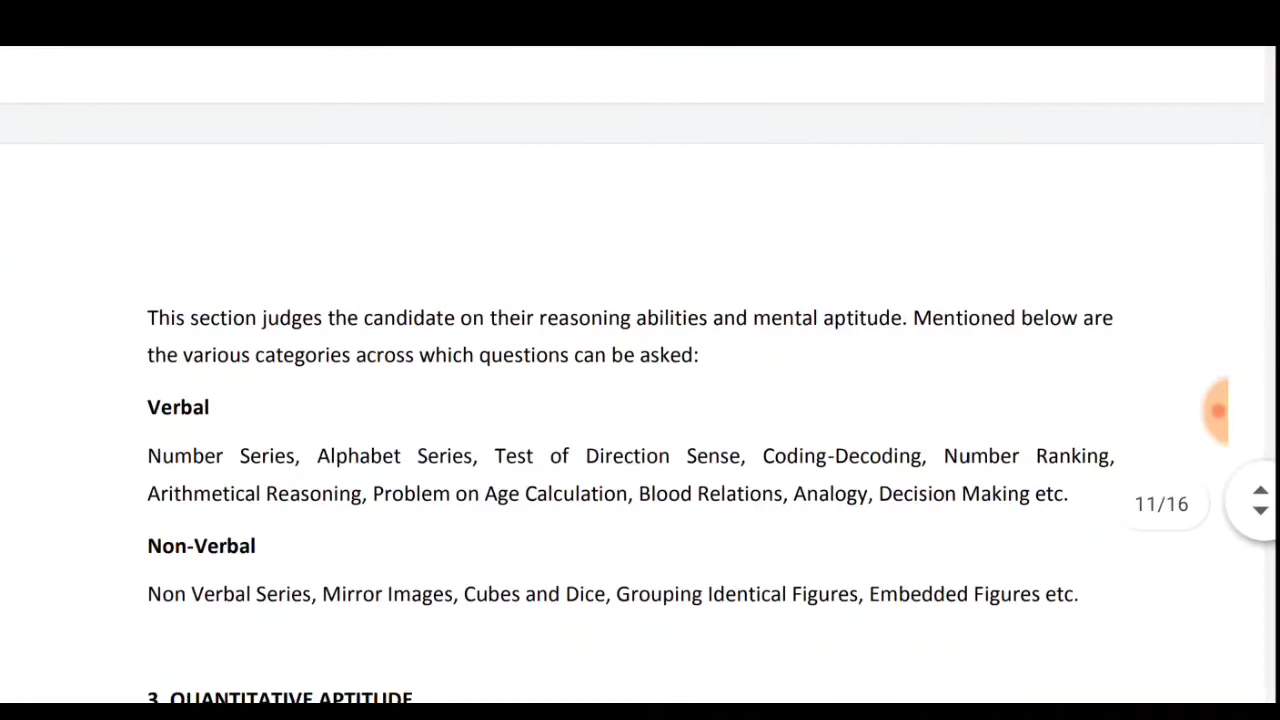 This section judges the candidate on their reasoning abilities and mental aptitude. Mentioned below are
the various categories across which questions can be asked:
Verbal
Number Series, Alphabet Series, Test of Direction Sense, Coding-Decoding, Number Ranking,
Arithmetical Reasoning, Problem on Age Calculation, Blood Relations, Analogy, Decision Making etc.
11/16
Non-Verbal
Non Verbal Series, Mirror Images, Cubes and Dice, Grouping Identical Figures, Embedded Figures etc.
3. QUANTITATIVE APTITUDE